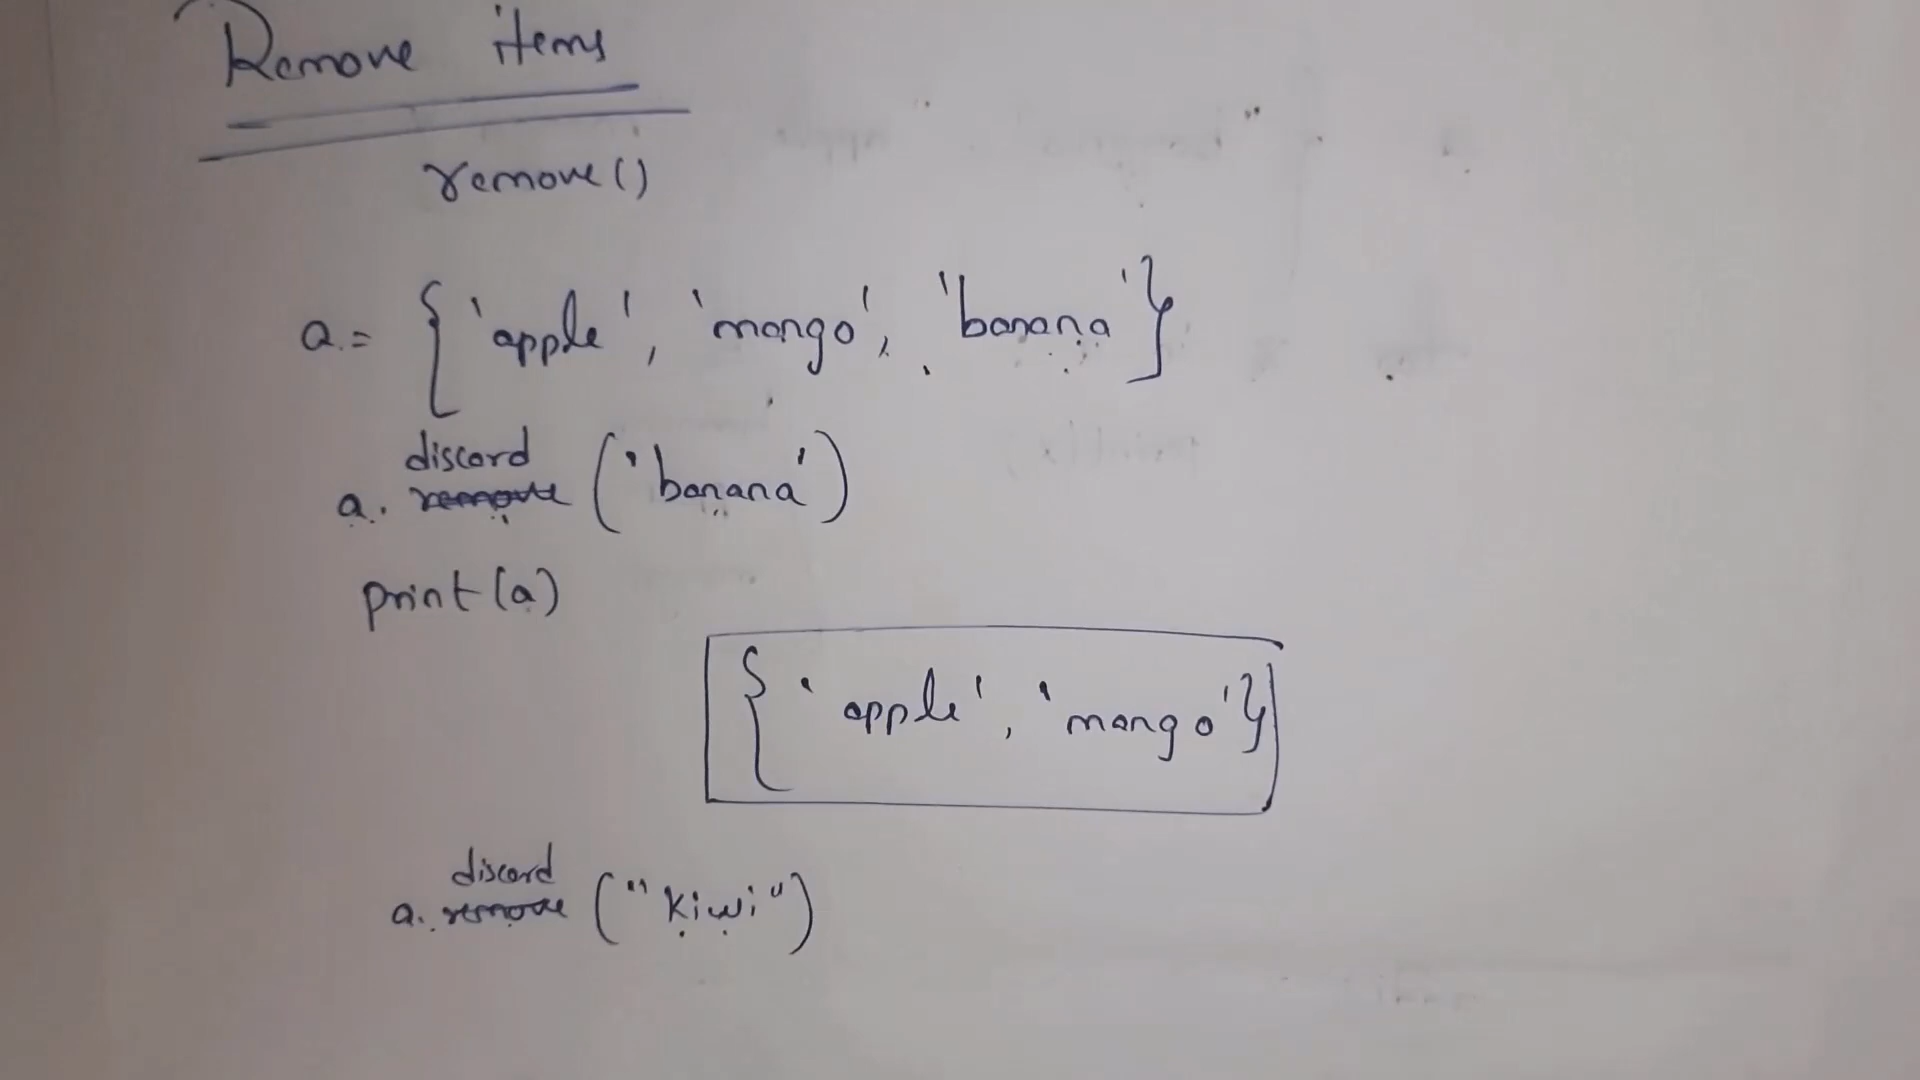 Remove items
remove()
a = { 'apple', 'mango', 'banana' }
discard
a. remove ('banana')
print(a)
{ 'apple', 'mango' }
discard
a. remove ("kiwi")